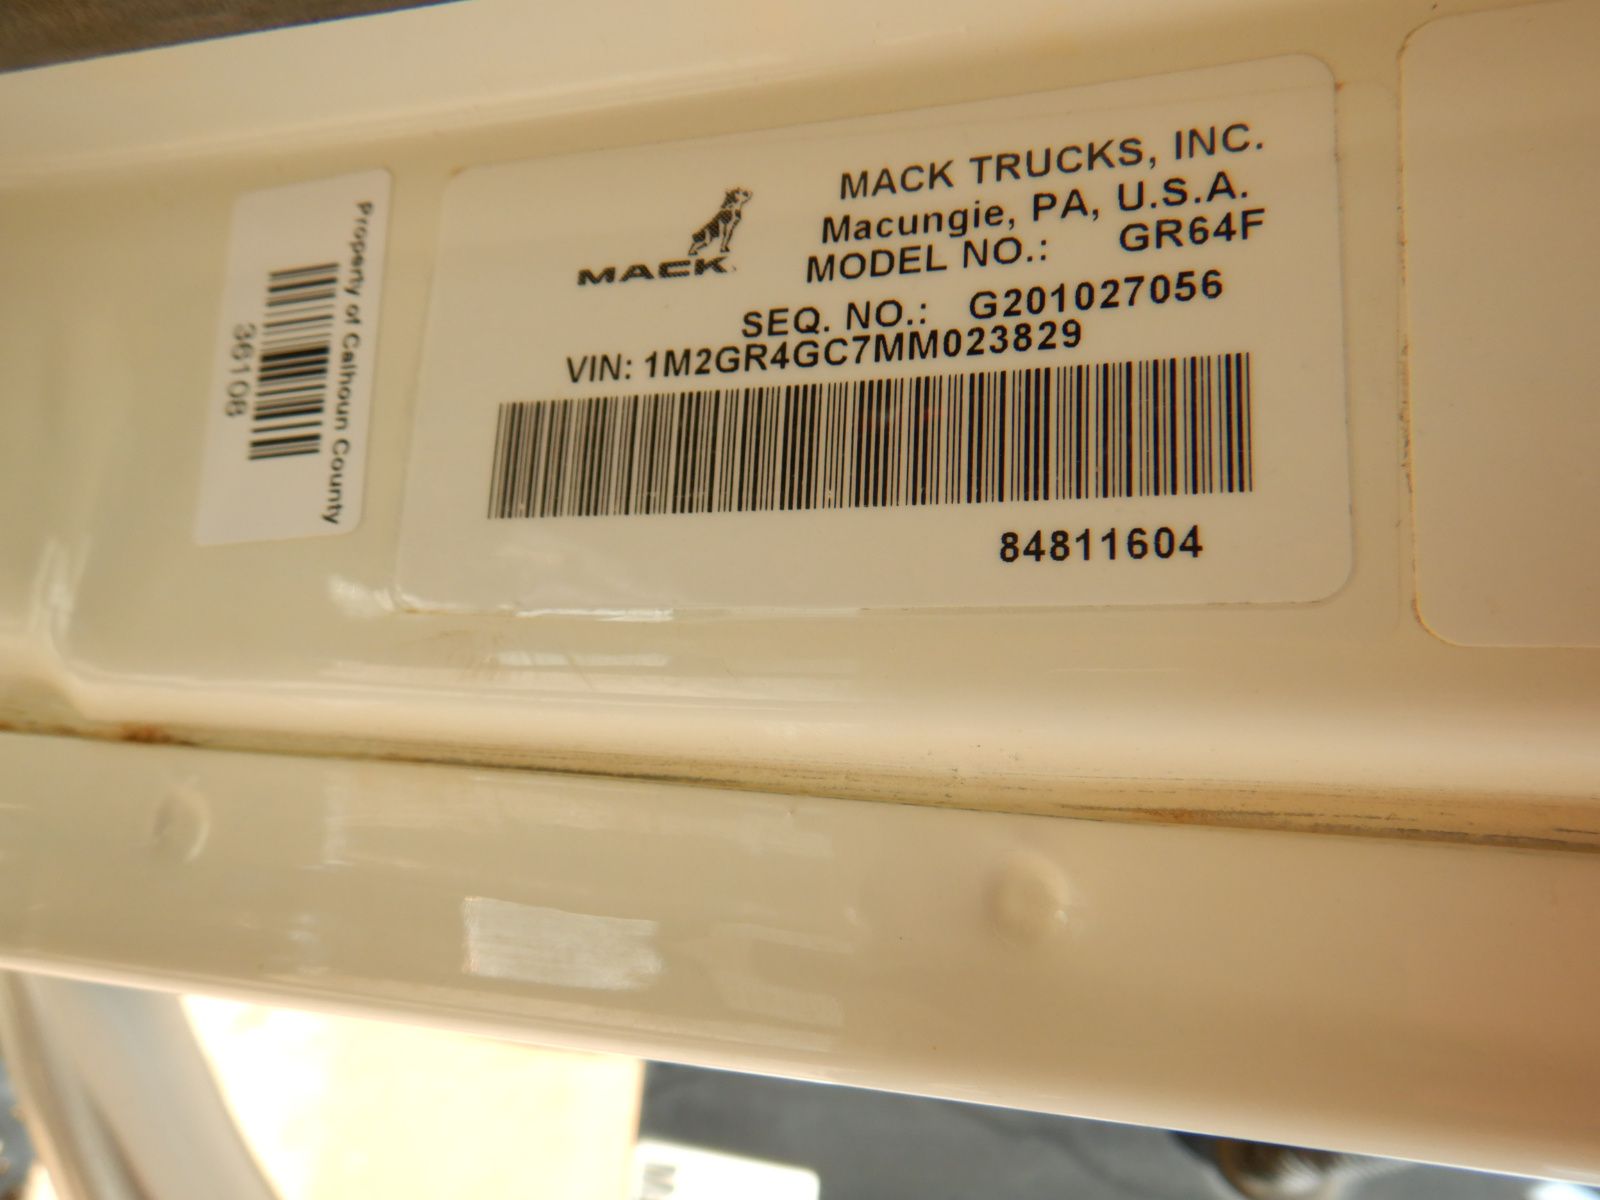 Property of Calhoun County
36108
MACK
MACK TRUCKS, INC.
Macungie, PA, U.S.A.
MODEL NO.: GR64F
SEQ. NO.: G201027056
VIN: 1M2GR4GC7MM023829
84811604